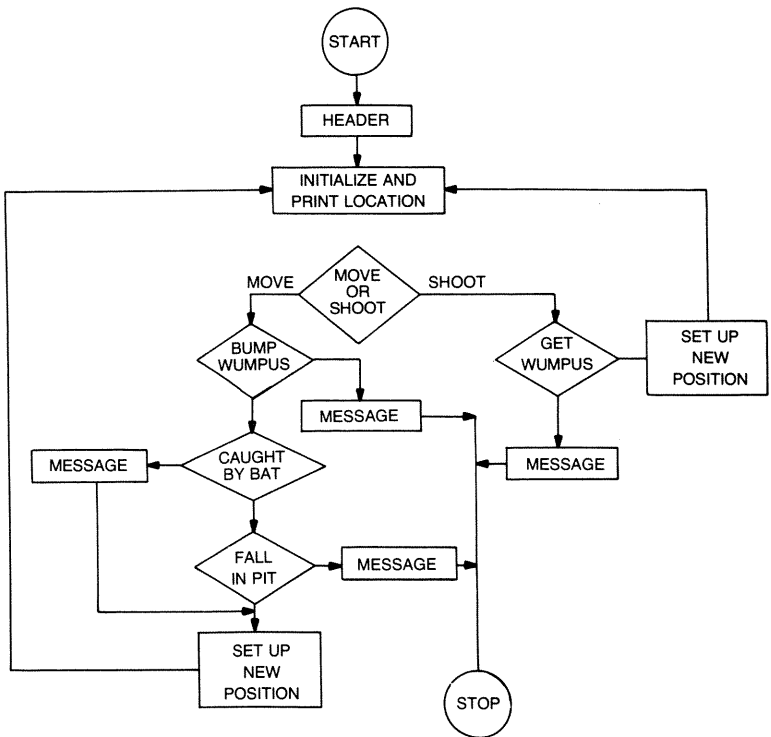 START
HEADER
INITIALIZE AND
PRINT LOCATION
MOVE
MOVE
OR
SHOOT
SHOOT
BUMP
WUMPUS
GET
WUMPUS
SET UP
NEW
POSITION
MESSAGE
MESSAGE
CAUGHT
BY BAT
MESSAGE
FALL
IN PIT
MESSAGE
SET UP
NEW
POSITION
STOP